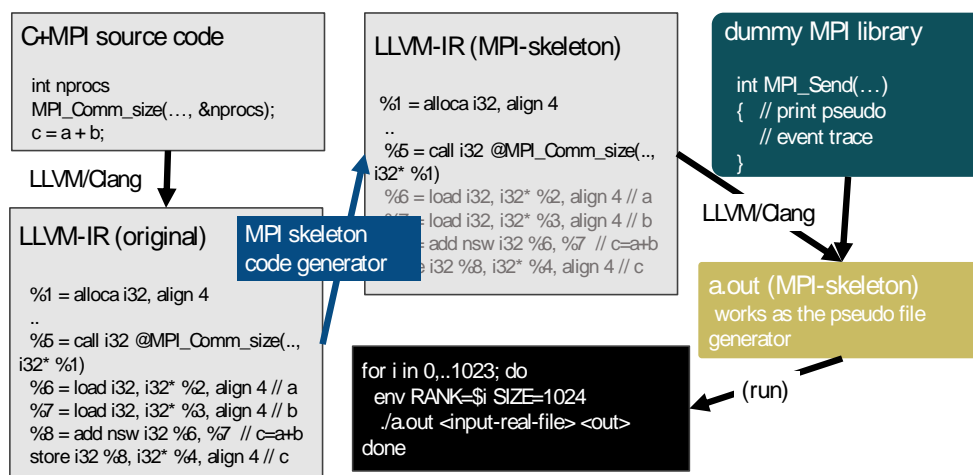 C+MPI source code
int nprocs
MPI_Comm_size(…, &nprocs);
c = a + b;
LLVM/Clang
LLVM-IR (original)
%1 = alloca i32, align 4
..
%5 = call i32 @MPI_Comm_size(..,
i32* %1)
%6 = load i32, i32* %2, align 4 // a
%7 = load i32, i32* %3, align 4 // b
%8 = add nsw i32 %6, %7 // c=a+b
store i32 %8, i32* %4, align 4 // c
MPI skeleton
code generator
LLVM-IR (MPI-skeleton)
%1 = alloca i32, align 4
..
%5 = call i32 @MPI_Comm_size(..,
i32* %1)
%6 = load i32, i32* %2, align 4 // a
= load i32, i32* %3, align 4 // b
= add nsw i32 %6, %7 // c=a+b
i32 %8, i32* %4, align 4 // c
dummy MPI library
int MPI_Send(…)
{ // print pseudo
// event trace
}
LLVM/Clang
a.out (MPI-skeleton)
works as the pseudo file
generator
(run)
for i in 0,..1023; do
env RANK=$i SIZE=1024
./a.out <input-real-file> <out>
done